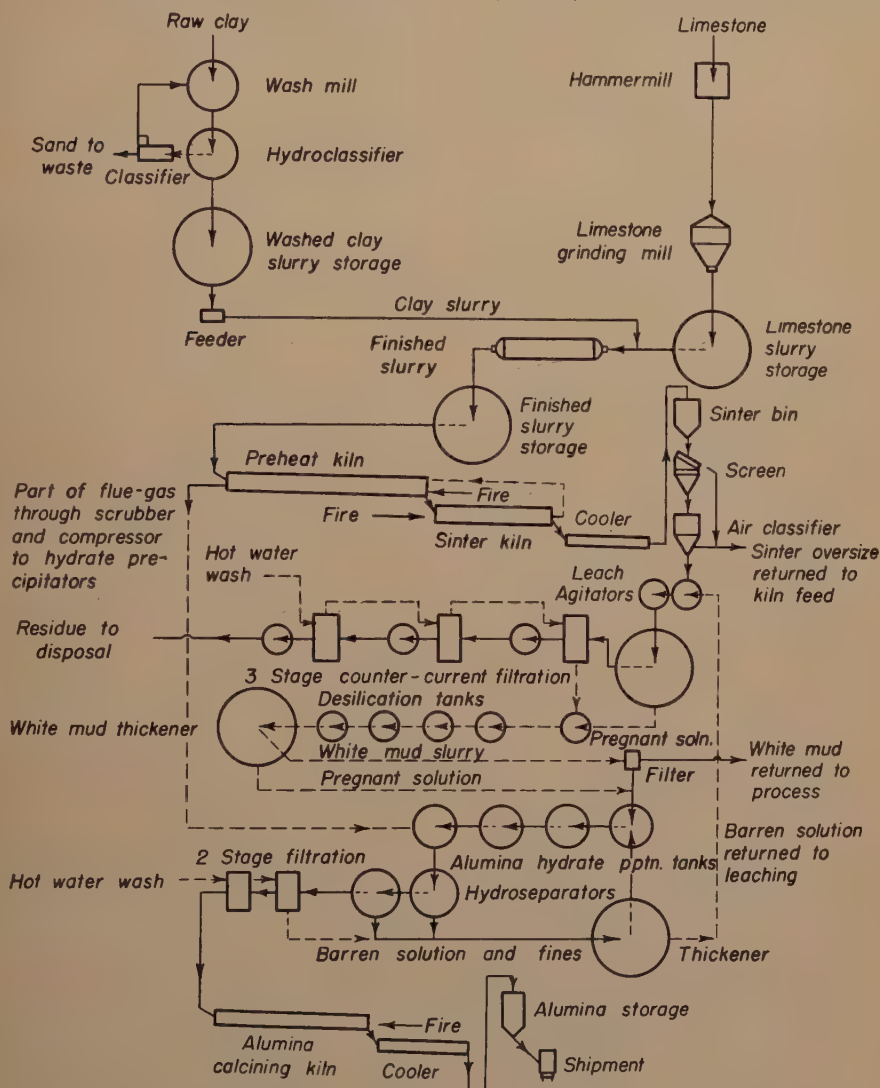 Raw clay
Limestone
Wash mill
Hammermill
Sand to
waste
Classifier
Hydroclassifier
Washed clay
slurry storage
Limestone
grinding mill
Clay slurry
Feeder
Finished
slurry
Limestone
slurry
storage
Finished
slurry
storage
Sinter bin
Screen
Preheat kiln
Fire
Fire
Sinter kiln
Cooler
Air classifier
Sinter oversize
returned to
kiln feed
Part of flue-gas
through scrubber
and compressor
to hydrate pre-
cipitators
Hot water
wash
Leach
Agitators
Residue to
disposal
3 Stage counter-current filtration
Desilication tanks
White mud thickener
White mud slurry
Pregnant soln.
Pregnant solution
Filter
White mud
returned to
process
Barren solution
returned to
leaching
2 Stage filtration
Alumina hydrate pptn. tanks
Hot water wash
Hydroseparators
Barren solution and fines
Thickener
Alumina storage
Fire
Alumina
calcining kiln
Cooler
Shipment